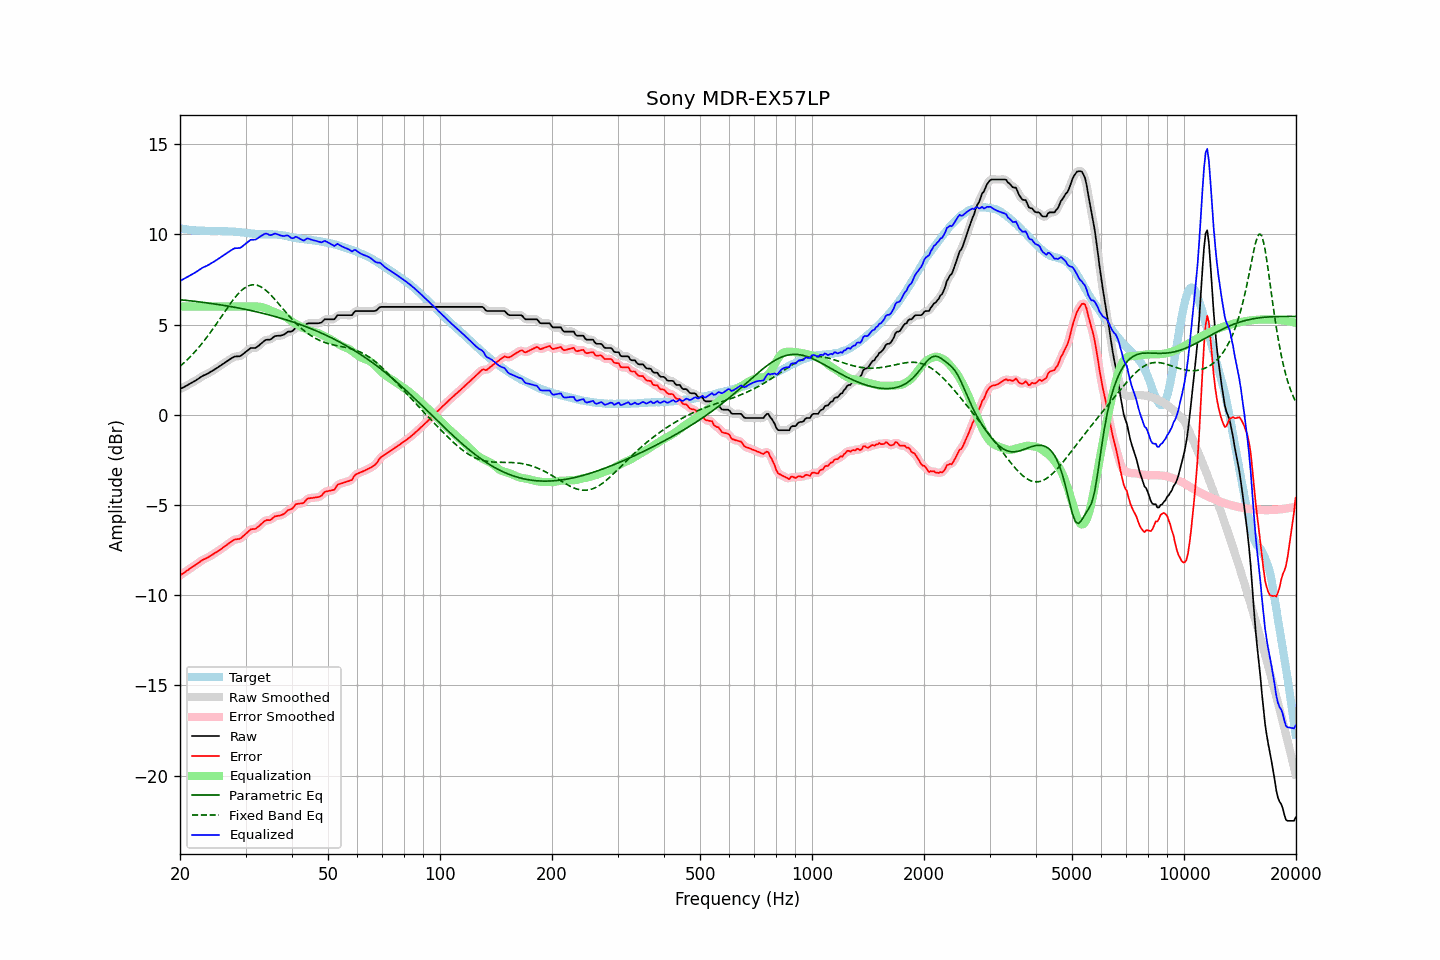 Sony MDR-EX57LP
Amplitude (dBr)
15
10
5
0
−5
−10
−15
−20
Target
Raw Smoothed
Error Smoothed
Raw
Error
Equalization
Parametric Eq
Fixed Band Eq
Equalized
20 50 100 200 500 1000 2000 5000 10000 20000
Frequency (Hz)